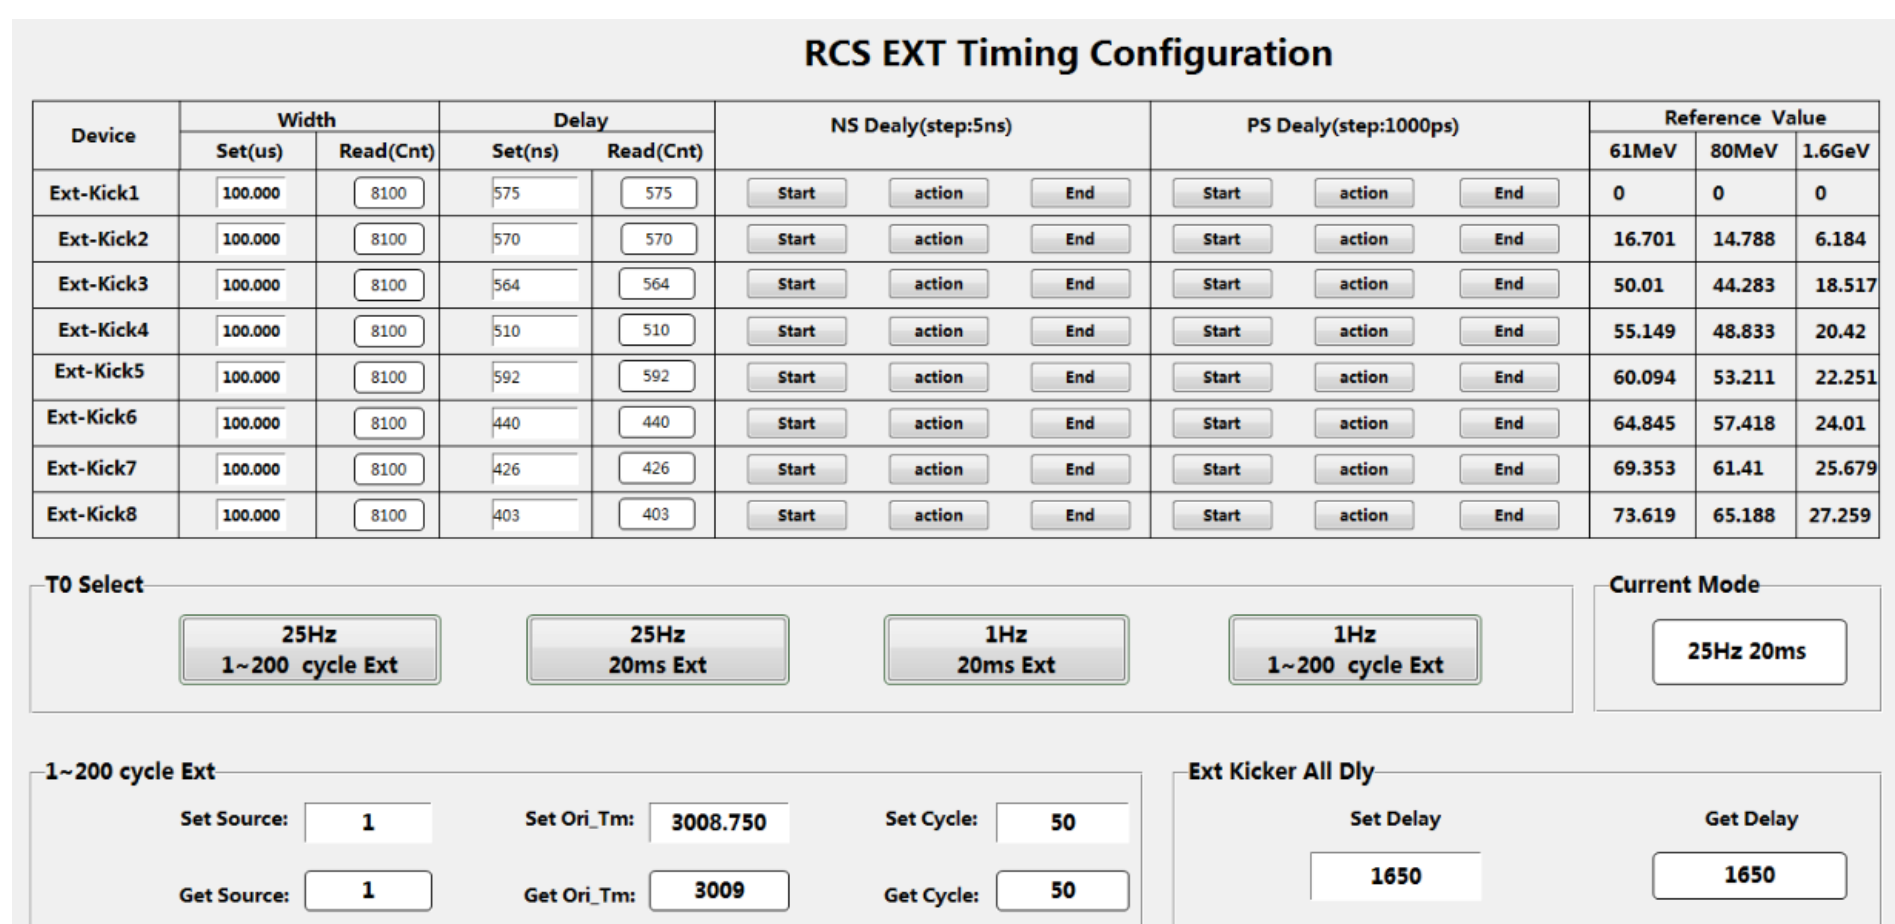 RCS EXT Timing Configuration
Device Width Delay NS Dealy(step:5ns) PS Dealy(step:1000ps) Reference Value
Set(us) Read(Cnt) Set(ns) Read(Cnt) 61MeV 80MeV 1.6GeV
Ext-Kick1 100.000 8100 575 575 Start action End Start action End 0 0 0
Ext-Kick2 100.000 8100 570 570 Start action End Start action End 16.701 14.788 6.184
Ext-Kick3 100.000 8100 564 564 Start action End Start action End 50.01 44.283 18.517
Ext-Kick4 100.000 8100 510 510 Start action End Start action End 55.149 48.833 20.42
Ext-Kick5 100.000 8100 592 592 Start action End Start action End 60.094 53.211 22.251
Ext-Kick6 100.000 8100 440 440 Start action End Start action End 64.845 57.418 24.01
Ext-Kick7 100.000 8100 426 426 Start action End Start action End 69.353 61.41 25.679
Ext-Kick8 100.000 8100 403 403 Start action End Start action End 73.619 65.188 27.259
T0 Select
25Hz
1~200 cycle Ext
25Hz
20ms Ext
1Hz
20ms Ext
1Hz
1~200 cycle Ext
Current Mode
25Hz 20ms
1~200 cycle Ext
Set Source: 1 Set Ori_Tm: 3008.750 Set Cycle: 50
Get Source: 1 Get Ori_Tm: 3009 Get Cycle: 50
Ext Kicker All Dly
Set Delay Get Delay
1650 1650